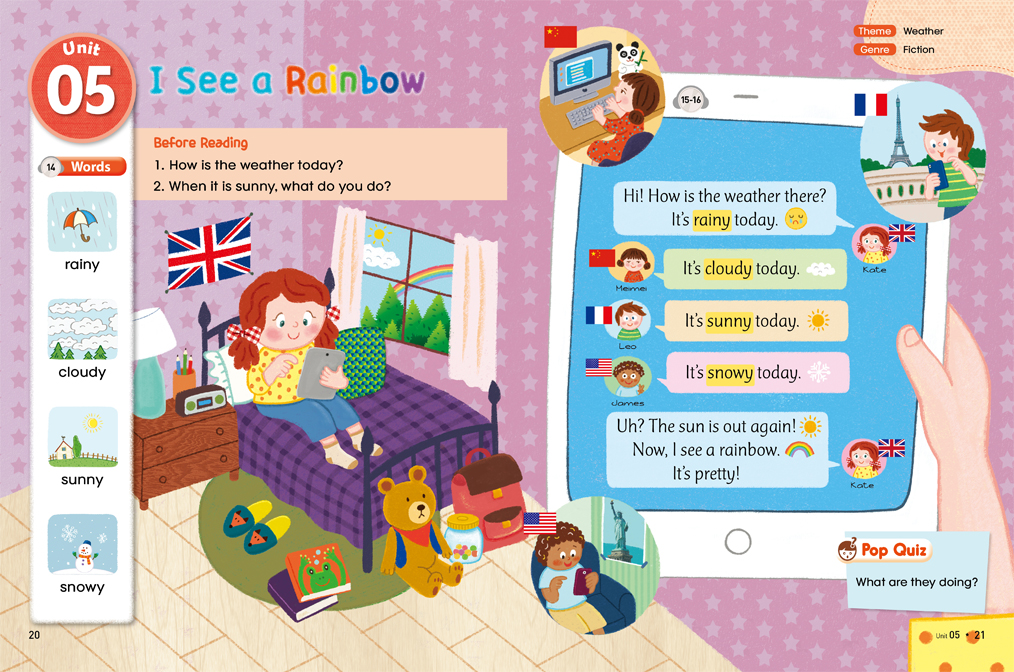 Unit
05
I See a Rainbow
Before Reading
1. How is the weather today?
2. When it is sunny, what do you do?
14 Words
rainy
cloudy
sunny
snowy
20
Theme Weather
Genre Fiction
15-16
Hi! How is the weather there?
It's rainy today.
Kate
It's cloudy today.
Meimei
It's sunny today.
Leo
It's snowy today.
James
Uh? The sun is out again!
Now, I see a rainbow.
It's pretty!
Kate
Pop Quiz
What are they doing?
Unit 05 • 21